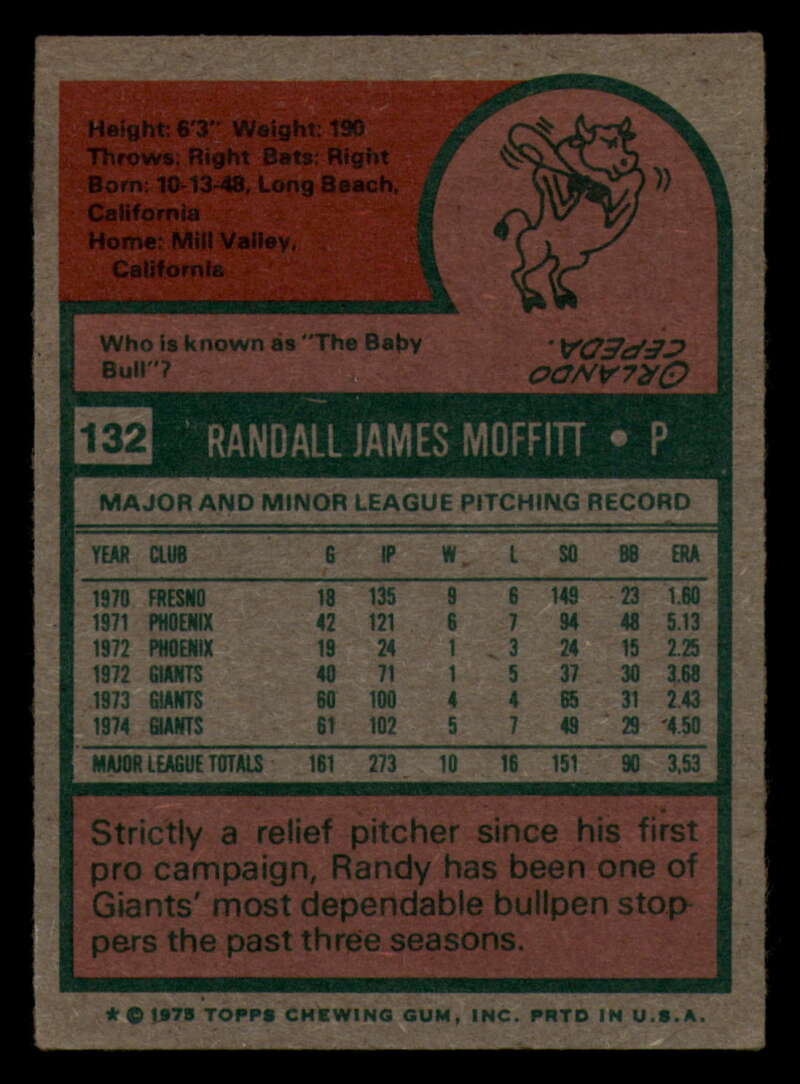 Height: 6'3" Weight: 190
Throws: Right Bats: Right
Born: 10-13-48, Long Beach,
California
Home: Mill Valley,
California
Who is known as "The Baby
Bull"?
ORLANDO
CEPEDA.
132 RANDALL JAMES MOFFITT • P
MAJOR AND MINOR LEAGUE PITCHING RECORD
YEAR CLUB G IP W L SO BB ERA
1970 FRESNO 18 135 9 6 149 23 1.60
1971 PHOENIX 42 121 6 7 94 48 5.13
1972 PHOENIX 19 24 1 3 24 15 2.25
1972 GIANTS 40 71 1 5 37 30 3.68
1973 GIANTS 60 100 4 4 65 31 2.43
1974 GIANTS 61 102 5 7 49 29 4.50
MAJOR LEAGUE TOTALS 161 273 10 16 151 90 3.53
Strictly a relief pitcher since his first
pro campaign, Randy has been one of
Giants' most dependable bullpen stop-
pers the past three seasons.
* © 1975 TOPPS CHEWING GUM, INC. PRTD IN U.S.A.